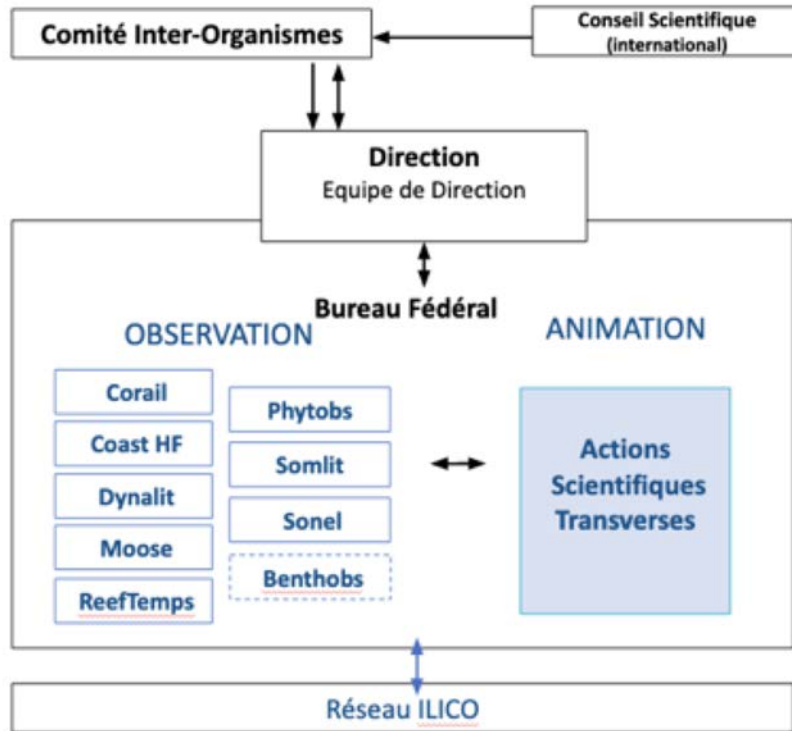 Comité Inter-Organismes
Conseil Scientifique
(international)
Direction
Equipe de Direction
Bureau Fédéral
OBSERVATION
ANIMATION
Corail
Coast HF
Dynalit
Moose
ReefTemps
Phytobs
Somlit
Sonel
Benthobs
Actions
Scientifiques
Transverses
Réseau ILICO